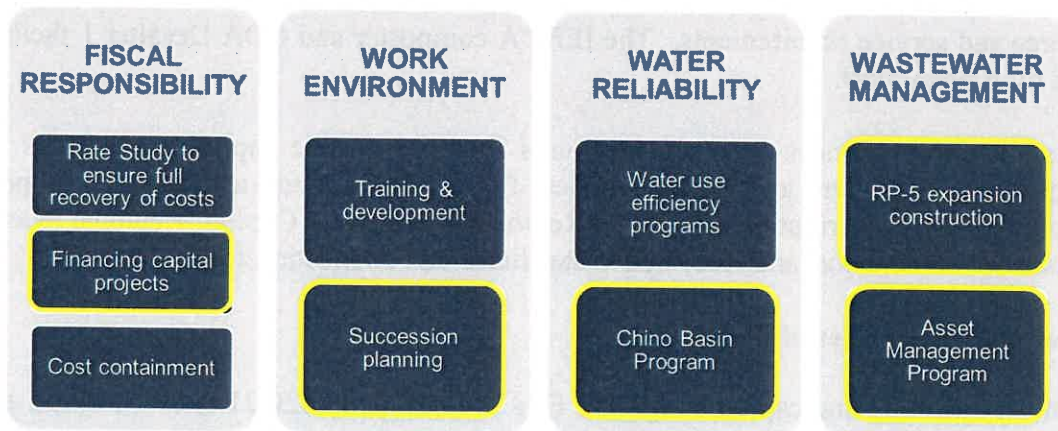 FISCAL
RESPONSIBILITY
Rate Study to
ensure full
recovery of costs
Financing capital
projects
Cost containment
WORK
ENVIRONMENT
Training &
development
Succession
planning
WATER
RELIABILITY
Water use
efficiency
programs
Chino Basin
Program
WASTEWATER
MANAGEMENT
RP-5 expansion
construction
Asset
Management
Program